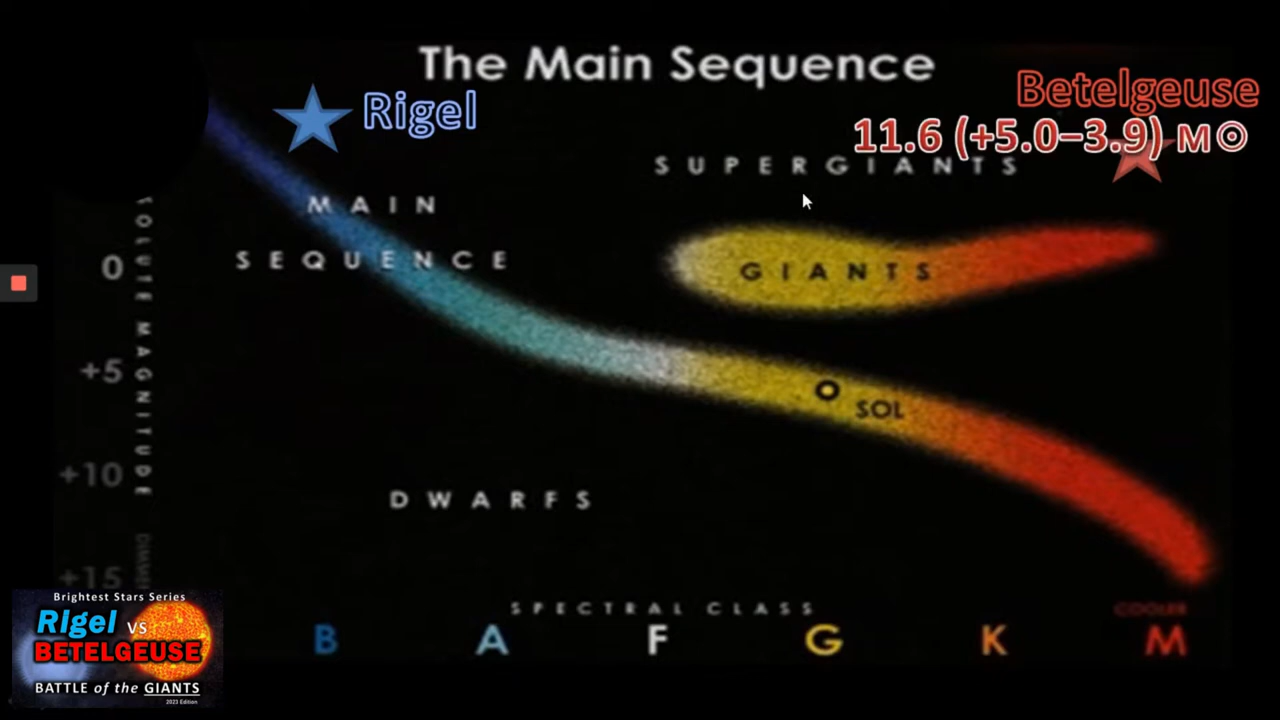 The Main Sequence
Rigel
Betelgeuse
11.6 (+5.0–3.9) M☉
SUPERGIANTS
MAIN
SEQUENCE
GIANTS
0
+5
+10
+15
MAGNITUDE
SOL
DWARFS
SPECTRAL CLASS
COOLER
B A F G K M
Brightest Stars Series
Rigel VS
BETELGEUSE
BATTLE of the GIANTS
2023 Edition